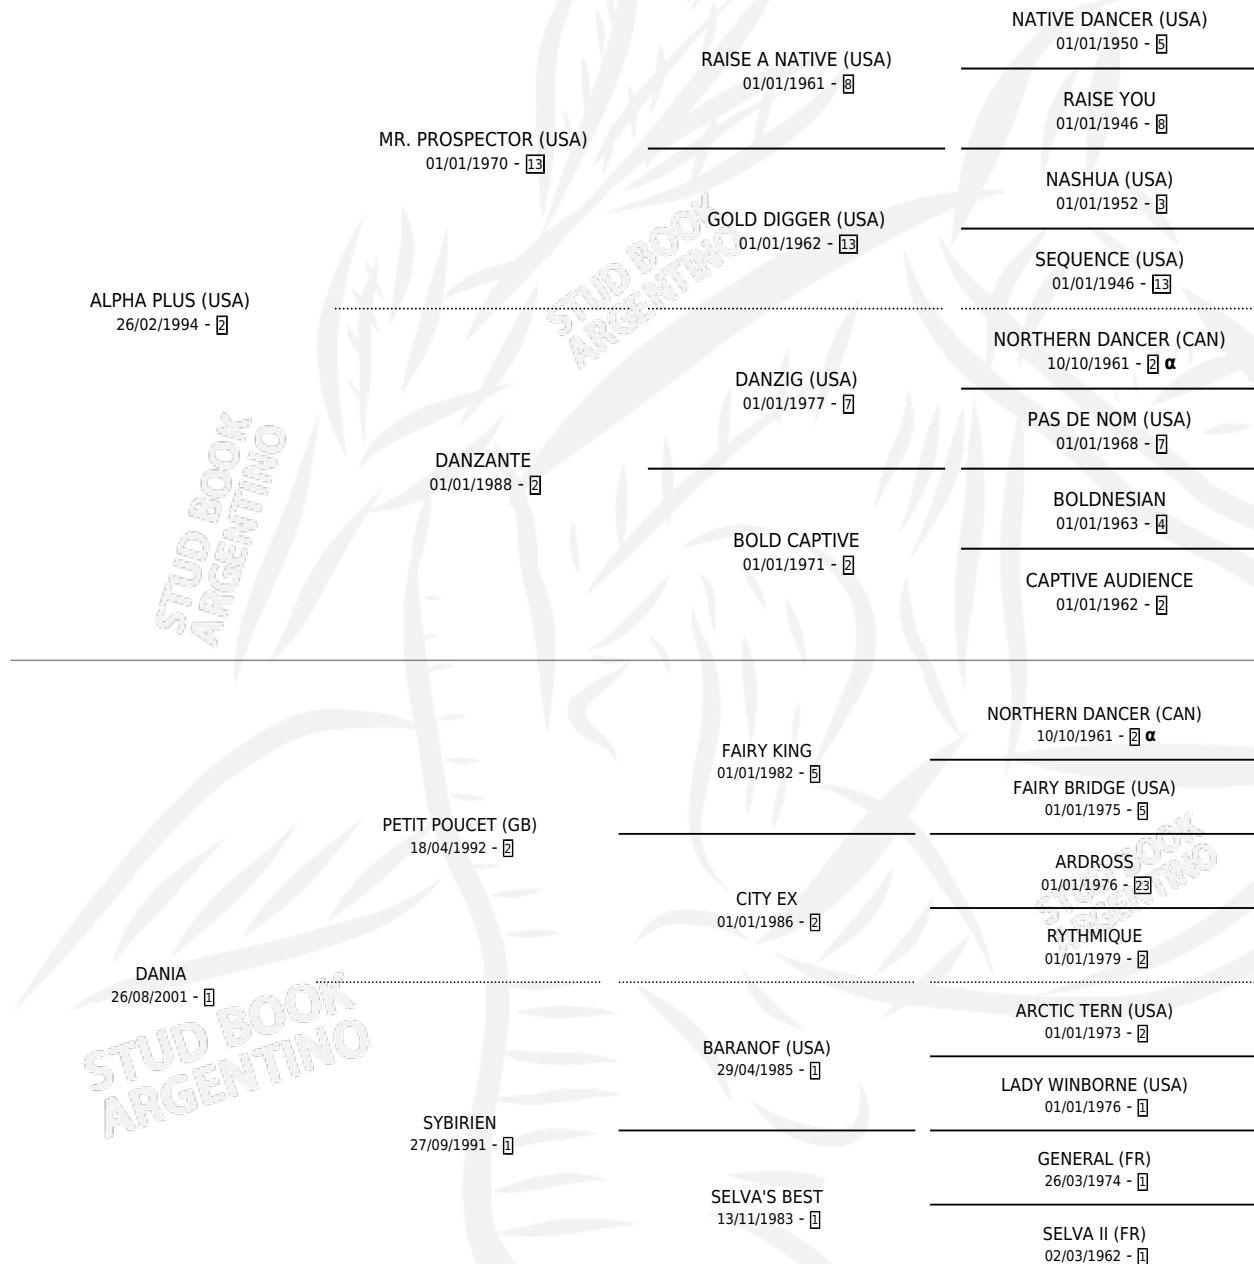 NATIVE DANCER (USA)
01/01/1950 - 5
RAISE A NATIVE (USA)
01/01/1961 - 8
RAISE YOU
01/01/1946 - 8
MR. PROSPECTOR (USA)
01/01/1970 - 13
NASHUA (USA)
01/01/1952 - 3
GOLD DIGGER (USA)
01/01/1962 - 13
SEQUENCE (USA)
01/01/1946 - 13
ALPHA PLUS (USA)
26/02/1994 - 2
STUD BOOK
ARGENTINO
NORTHERN DANCER (CAN)
10/10/1961 - 2 α
DANZIG (USA)
01/01/1977 - 7
PAS DE NOM (USA)
01/01/1968 - 7
DANZANTE
01/01/1988 - 2
BOLDNESIAN
01/01/1963 - 4
BOLD CAPTIVE
01/01/1971 - 2
CAPTIVE AUDIENCE
01/01/1962 - 2
STUD BOOK
ARGENTINO
NORTHERN DANCER (CAN)
10/10/1961 - 2 α
FAIRY KING
01/01/1982 - 5
FAIRY BRIDGE (USA)
01/01/1975 - 5
PETIT POUCET (GB)
18/04/1992 - 2
ARDROSS
01/01/1976 - 23
STUD BOOK
ARGENTINO
CITY EX
01/01/1986 - 2
RYTHMIQUE
01/01/1979 - 2
DANIA
26/08/2001 - 1
STUD BOOK
ARGENTINO
ARCTIC TERN (USA)
01/01/1973 - 2
BARANOF (USA)
29/04/1985 - 1
LADY WINBORNE (USA)
01/01/1976 - 1
SYBIRIEN
27/09/1991 - 1
GENERAL (FR)
26/03/1974 - 1
SELVA'S BEST
13/11/1983 - 1
SELVA II (FR)
02/03/1962 - 1